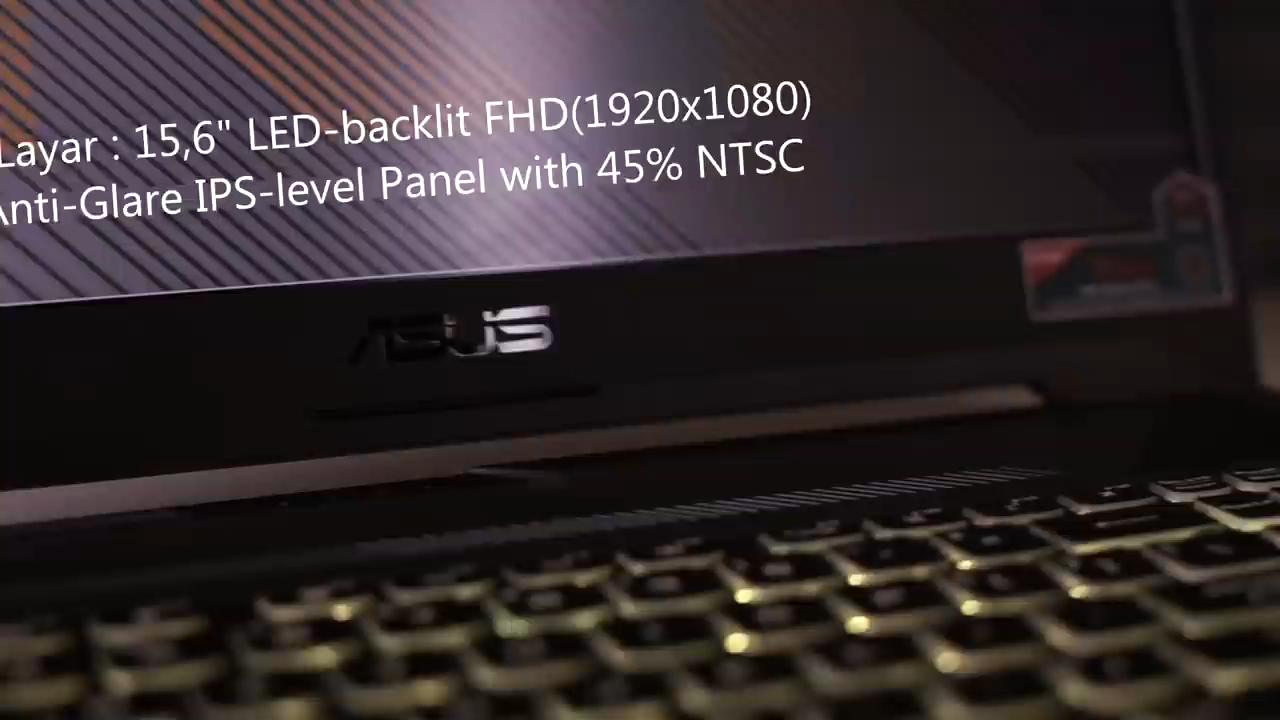 Layar : 15,6" LED-backlit FHD(1920x1080)
Anti-Glare IPS-level Panel with 45% NTSC
ASUS